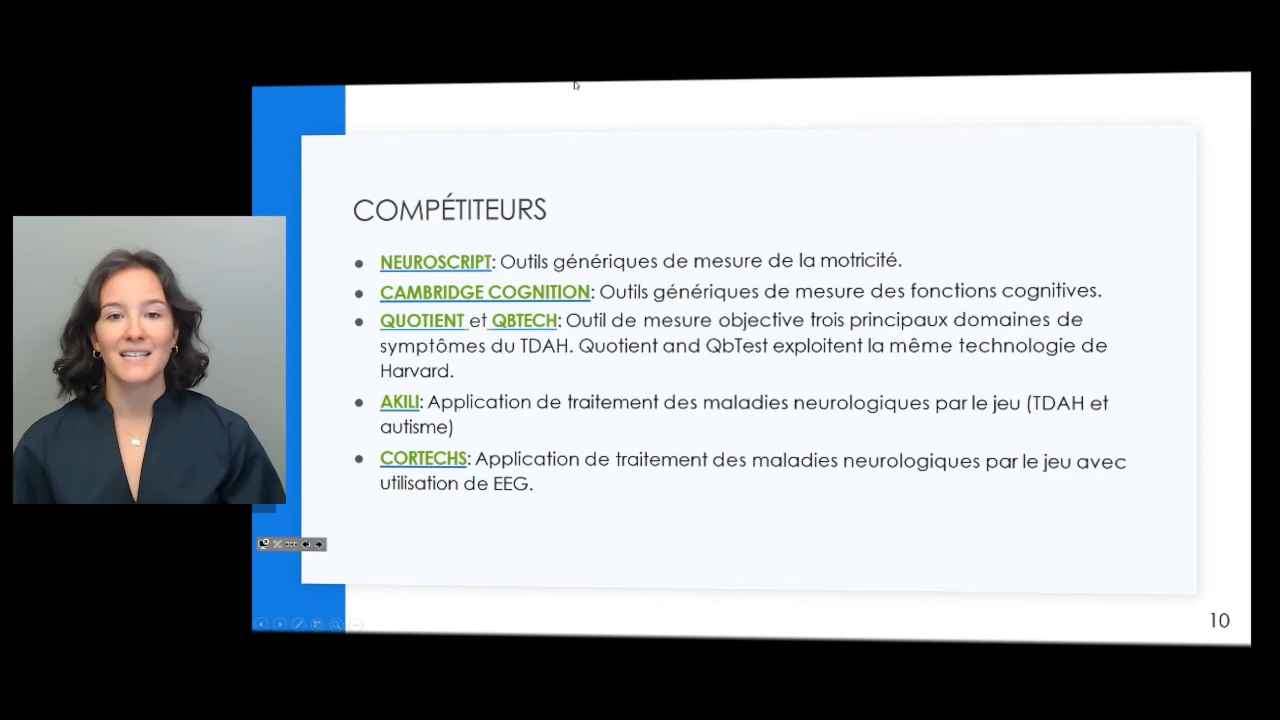 COMPÉTITEURS
NEUROSCRIPT: Outils génériques de mesure de la motricité.
CAMBRIDGE COGNITION: Outils génériques de mesure des fonctions cognitives.
QUOTIENT et QBTECH: Outil de mesure objective trois principaux domaines de
symptômes du TDAH. Quotient and QbTest exploitent la même technologie de
Harvard.
AKILI: Application de traitement des maladies neurologiques par le jeu (TDAH et
autisme)
CORTECHS: Application de traitement des maladies neurologiques par le jeu avec
utilisation de EEG.
10